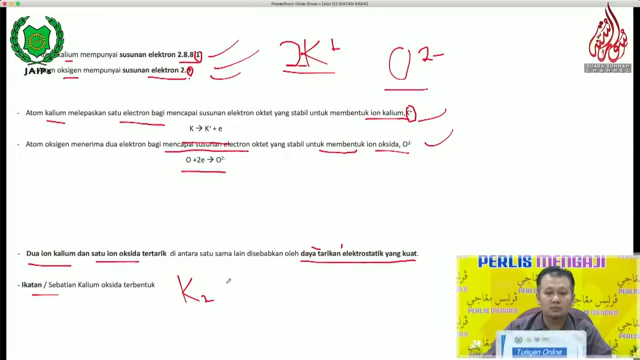 PowerPoint Slide Show
kalium mempunyai susunan elektron 2.8.8.1
oksigen mempunyai susunan elektron 2.6
JAIPs
2K+
O2-
- Atom kalium melepaskan satu electron bagi mencapai susunan elektron oktet yang stabil untuk membentuk ion kalium,
K → K+ + e
- Atom oksigen menerima dua elektron bagi mencapai susunan electron oktet yang stabil untuk membentuk ion oksida, O2-
O +2e → O2-
- Dua ion kalium dan satu ion oksida tertarik di antara satu sama lain disebabkan oleh daya tarikan elektrostatik yang kuat.
- Ikatan / Sebatian Kalium oksida terbentuk
K2
PERLIS MENGAJI
ڤرليس مڠاجي
Tuisyen Online